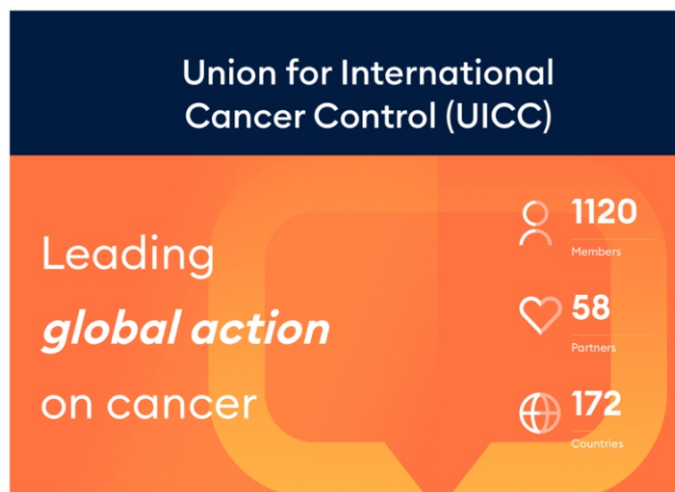 Union for International
Cancer Control (UICC)
Leading
global action
on cancer
1120
Members
58
Partners
172
Countries